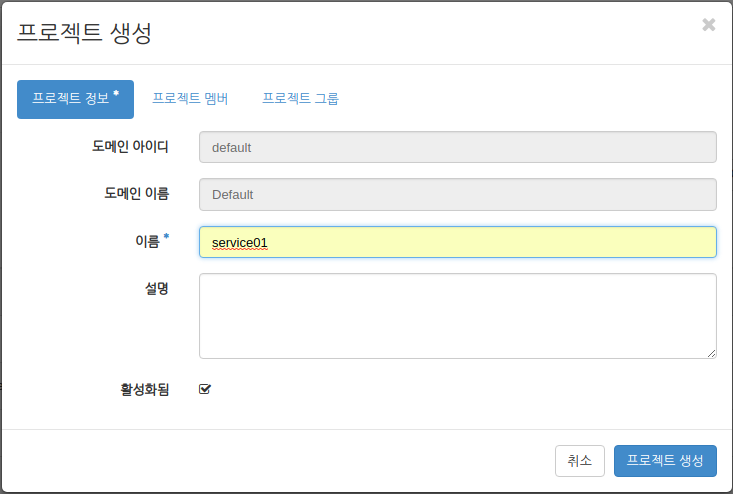 프로젝트 생성
프로젝트 정보 * 프로젝트 멤버 프로젝트 그룹
도메인 아이디 default
도메인 이름 Default
이름 * service01
설명
활성화됨
취소 프로젝트 생성